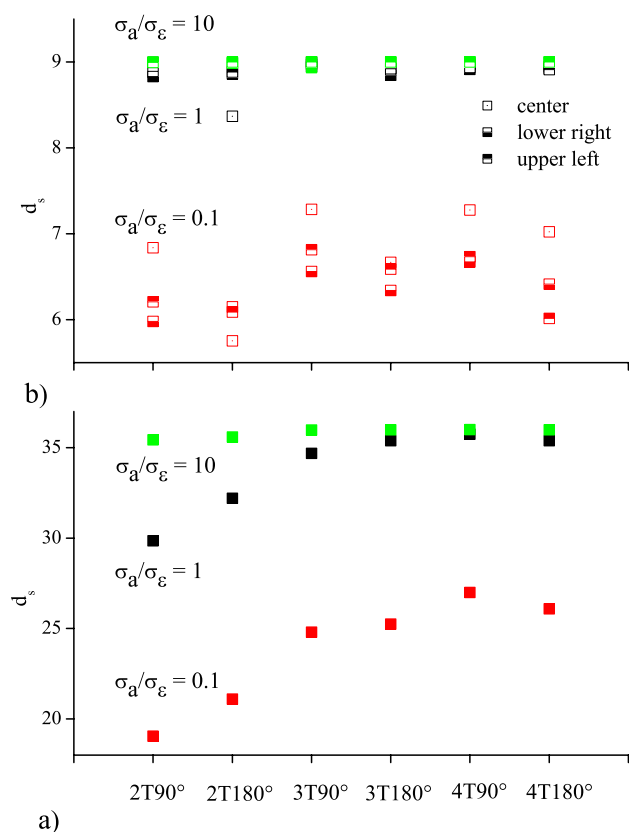 σa/σε = 10
9
σa/σε = 1
center
lower right
upper left
8
ds
σa/σε = 0.1
7
6
b)
35
σa/σε = 10
30
ds
σa/σε = 1
25
σa/σε = 0.1
20
2T90° 2T180° 3T90° 3T180° 4T90° 4T180°
a)